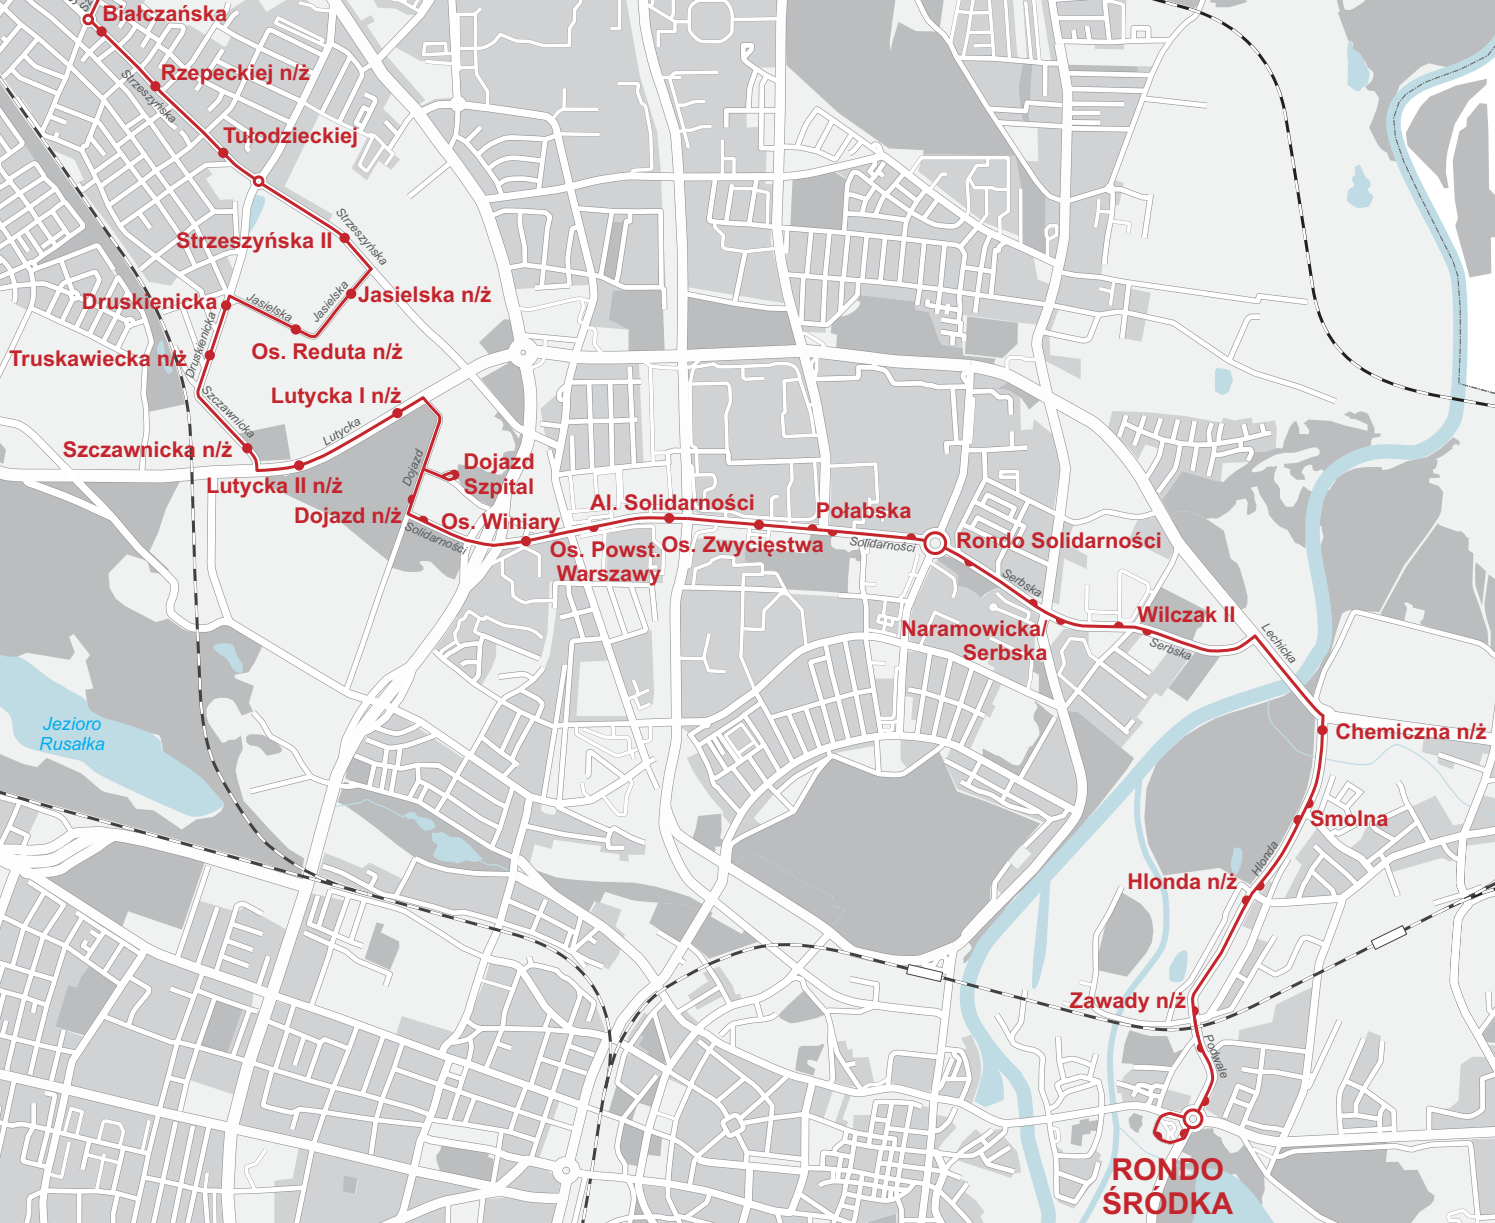 Białczańska
Rzepeckiej n/ż
Strzeszyńska
Tułodzieckiej
Strzeszyńska
Strzeszyńska II
Jasielska n/ż
Jasielska
Jasielska
Druskienicka
Druskienicka
Os. Reduta n/ż
Truskawiecka n/ż
Szczawnicka
Lutycka I n/ż
Lutycka
Szczawnicka n/ż
Lutycka II n/ż
Dojazd
Dojazd
Szpital
Dojazd n/ż
Solidarności
Os. Winiary
Os. Powst.
Warszawy
Al. Solidarności
Os. Zwycięstwa
Połabska
Solidarności
Rondo Solidarności
Serbska
Naramowicka/
Serbska
Wilczak II
Serbska
Lechicka
Jezioro
Rusałka
Chemiczna n/ż
Smolna
Hlonda
Hlonda n/ż
Zawady n/ż
Podwale
RONDO
ŚRÓDKA